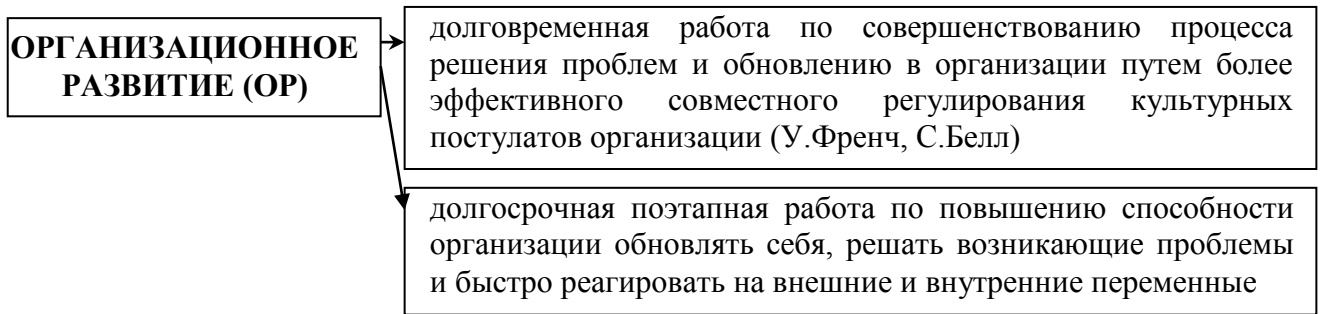 ОРГАНИЗАЦИОННОЕ
РАЗВИТИЕ (ОР)
долговременная работа по совершенствованию процесса
решения проблем и обновлению в организации путем более
эффективного совместного регулирования культурных
постулатов организации (У.Френч, С.Белл)
долгосрочная поэтапная работа по повышению способности
организации обновлять себя, решать возникающие проблемы
и быстро реагировать на внешние и внутренние переменные